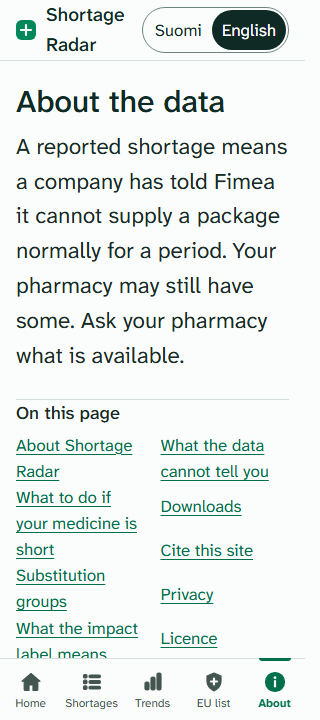 Shortage
Radar
Suomi
English
About the data
A reported shortage means
a company has told Fimea
it cannot supply a package
normally for a period. Your
pharmacy may still have
some. Ask your pharmacy
what is available.
On this page
About Shortage
Radar
What to do if
your medicine is
short
Substitution
groups
What the impact
label means
What the data
cannot tell you
Downloads
Cite this site
Privacy
Licence
Home
Shortages
Trends
EU list
About